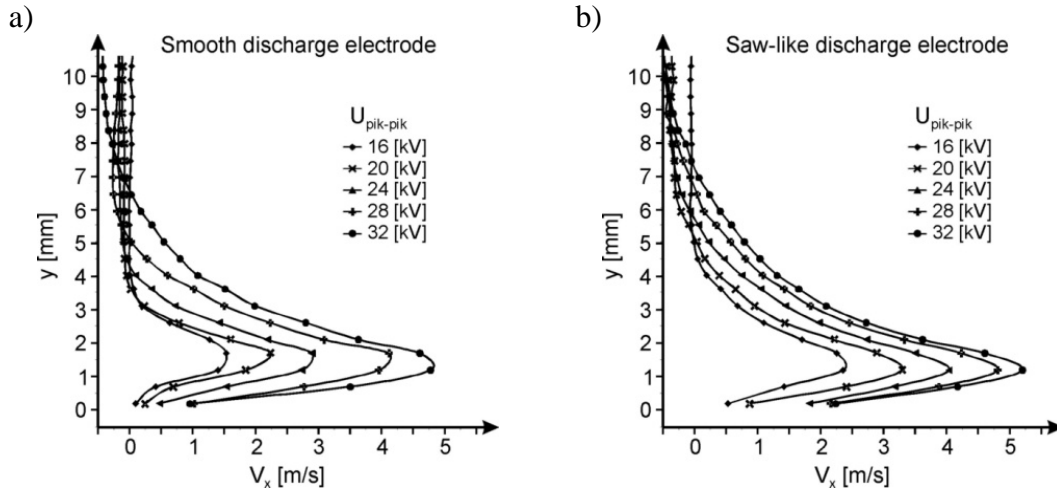 a)
Smooth discharge electrode
10
9
8
7
6
5
4
3
2
1
0
y [mm]
U pik-pik
16 [kV]
20 [kV]
24 [kV]
28 [kV]
32 [kV]
0 1 2 3 4 5
Vx [m/s]
b)
Saw-like discharge electrode
10
9
8
7
6
5
4
3
2
1
0
y [mm]
U pik-pik
16 [kV]
20 [kV]
24 [kV]
28 [kV]
32 [kV]
0 1 2 3 4 5
Vx [m/s]